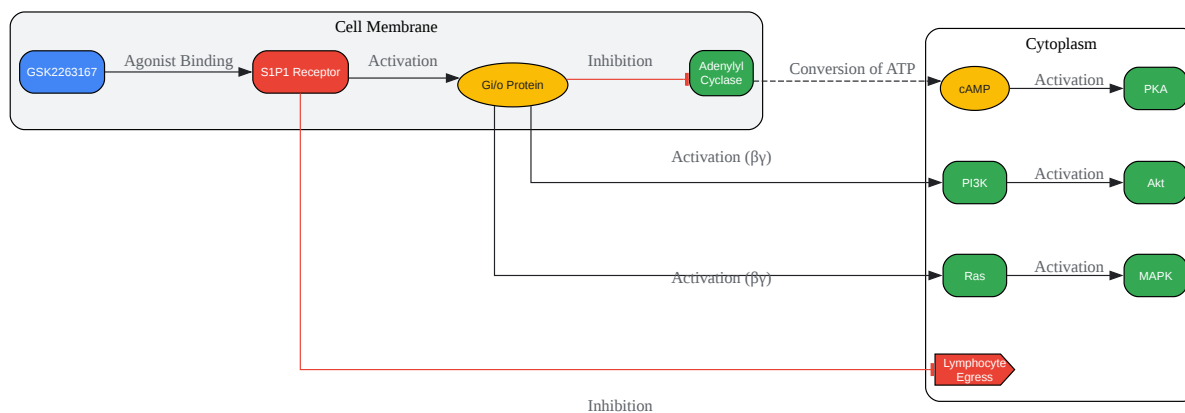 Cell Membrane
Cytoplasm
GSK2263167
Agonist Binding
S1P1 Receptor
Activation
Gi/o Protein
Inhibition
Adenylyl
Cyclase
Conversion of ATP
cAMP
Activation
PKA
Activation (βγ)
PI3K
Activation
Akt
Activation (βγ)
Ras
Activation
MAPK
Lymphocyte
Egress
Inhibition